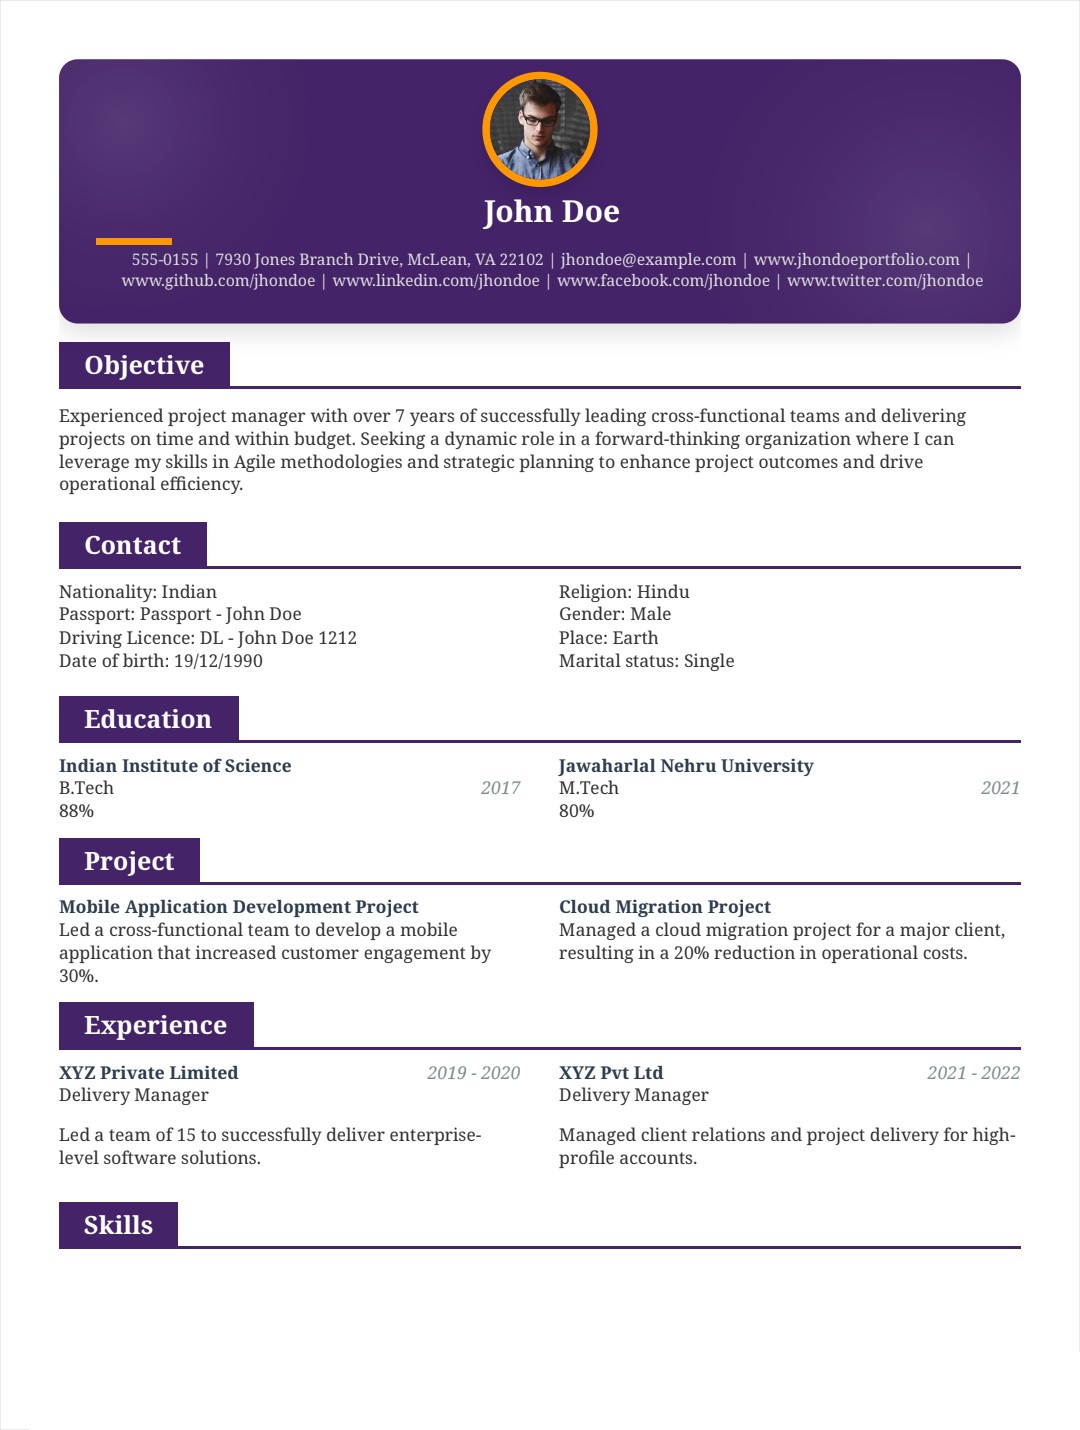 John Doe
555-0155 | 7930 Jones Branch Drive, McLean, VA 22102 | jhondoe@example.com | www.jhondoeportfolio.com |
www.github.com/jhondoe | www.linkedin.com/jhondoe | www.facebook.com/jhondoe | www.twitter.com/jhondoe
Objective
Experienced project manager with over 7 years of successfully leading cross-functional teams and delivering
projects on time and within budget. Seeking a dynamic role in a forward-thinking organization where I can
leverage my skills in Agile methodologies and strategic planning to enhance project outcomes and drive
operational efficiency.
Contact
Nationality: Indian
Passport: Passport - John Doe
Driving Licence: DL - John Doe 1212
Date of birth: 19/12/1990
Religion: Hindu
Gender: Male
Place: Earth
Marital status: Single
Education
Indian Institute of Science
B.Tech 2017
88%
Jawaharlal Nehru University
M.Tech 2021
80%
Project
Mobile Application Development Project
Led a cross-functional team to develop a mobile
application that increased customer engagement by
30%.
Cloud Migration Project
Managed a cloud migration project for a major client,
resulting in a 20% reduction in operational costs.
Experience
XYZ Private Limited 2019 - 2020
Delivery Manager
Led a team of 15 to successfully deliver enterprise-
level software solutions.
XYZ Pvt Ltd 2021 - 2022
Delivery Manager
Managed client relations and project delivery for high-
profile accounts.
Skills